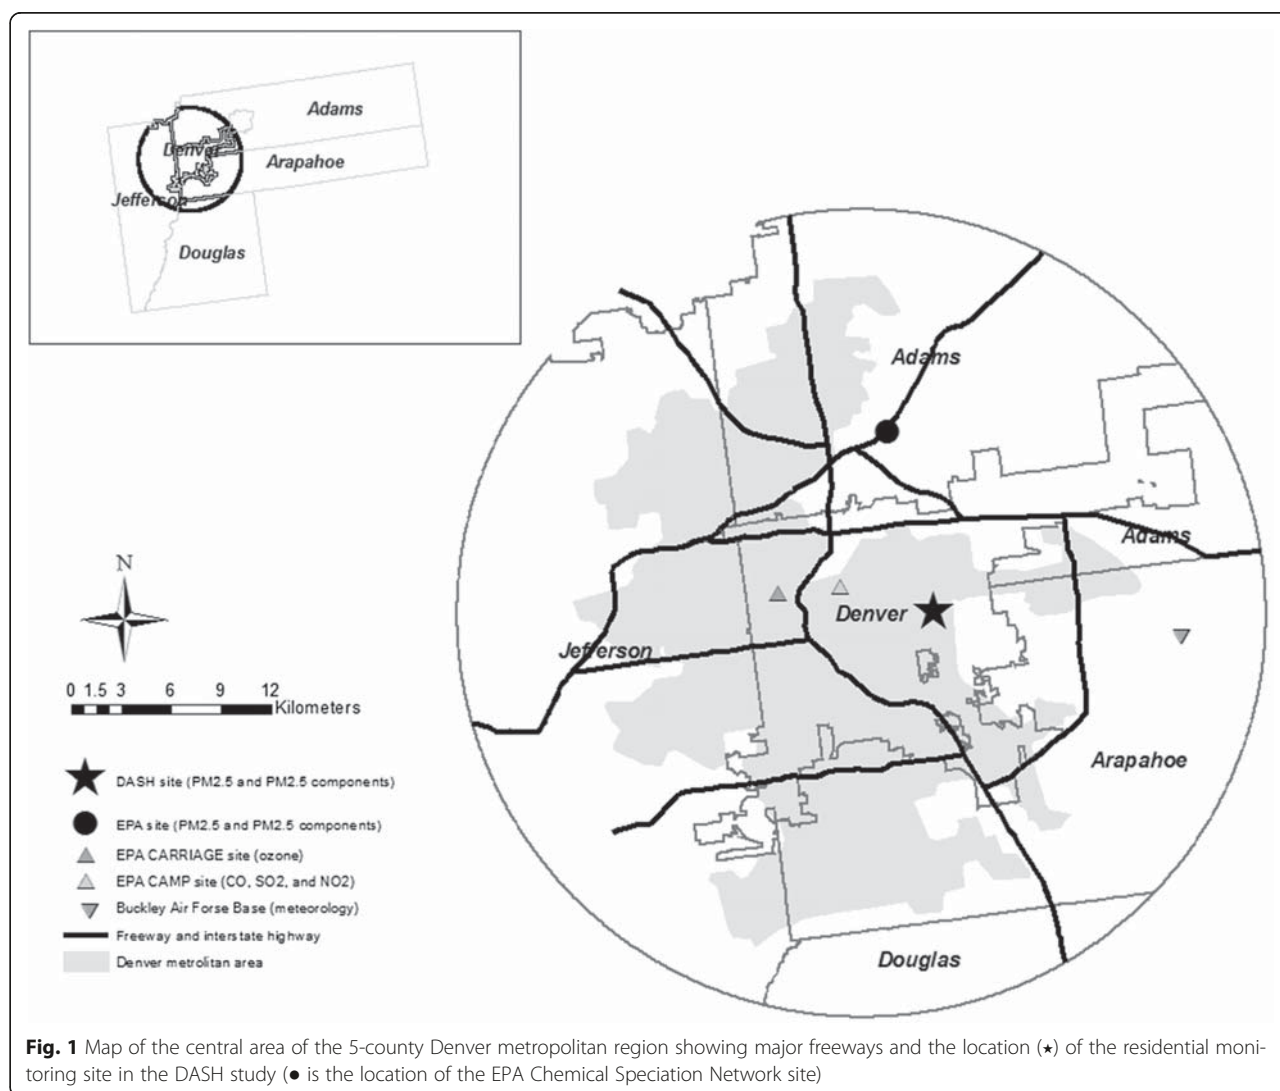 Adams
Denver
Arapahoe
Jefferson
Douglas
Adams
Adams
Denver
Jefferson
Arapahoe
Douglas
N
0 1.5 3 6 9 12
Kilometers
DASH site (PM2.5 and PM2.5 components)
EPA site (PM2.5 and PM2.5 components)
EPA CARRIAGE site (ozone)
EPA CAMP site (CO, SO2, and NO2)
Buckley Air Forse Base (meteorology)
Freeway and interstate highway
Denver metrolitan area
Fig. 1 Map of the central area of the 5-county Denver metropolitan region showing major freeways and the location (★) of the residential moni-
toring site in the DASH study (● is the location of the EPA Chemical Speciation Network site)